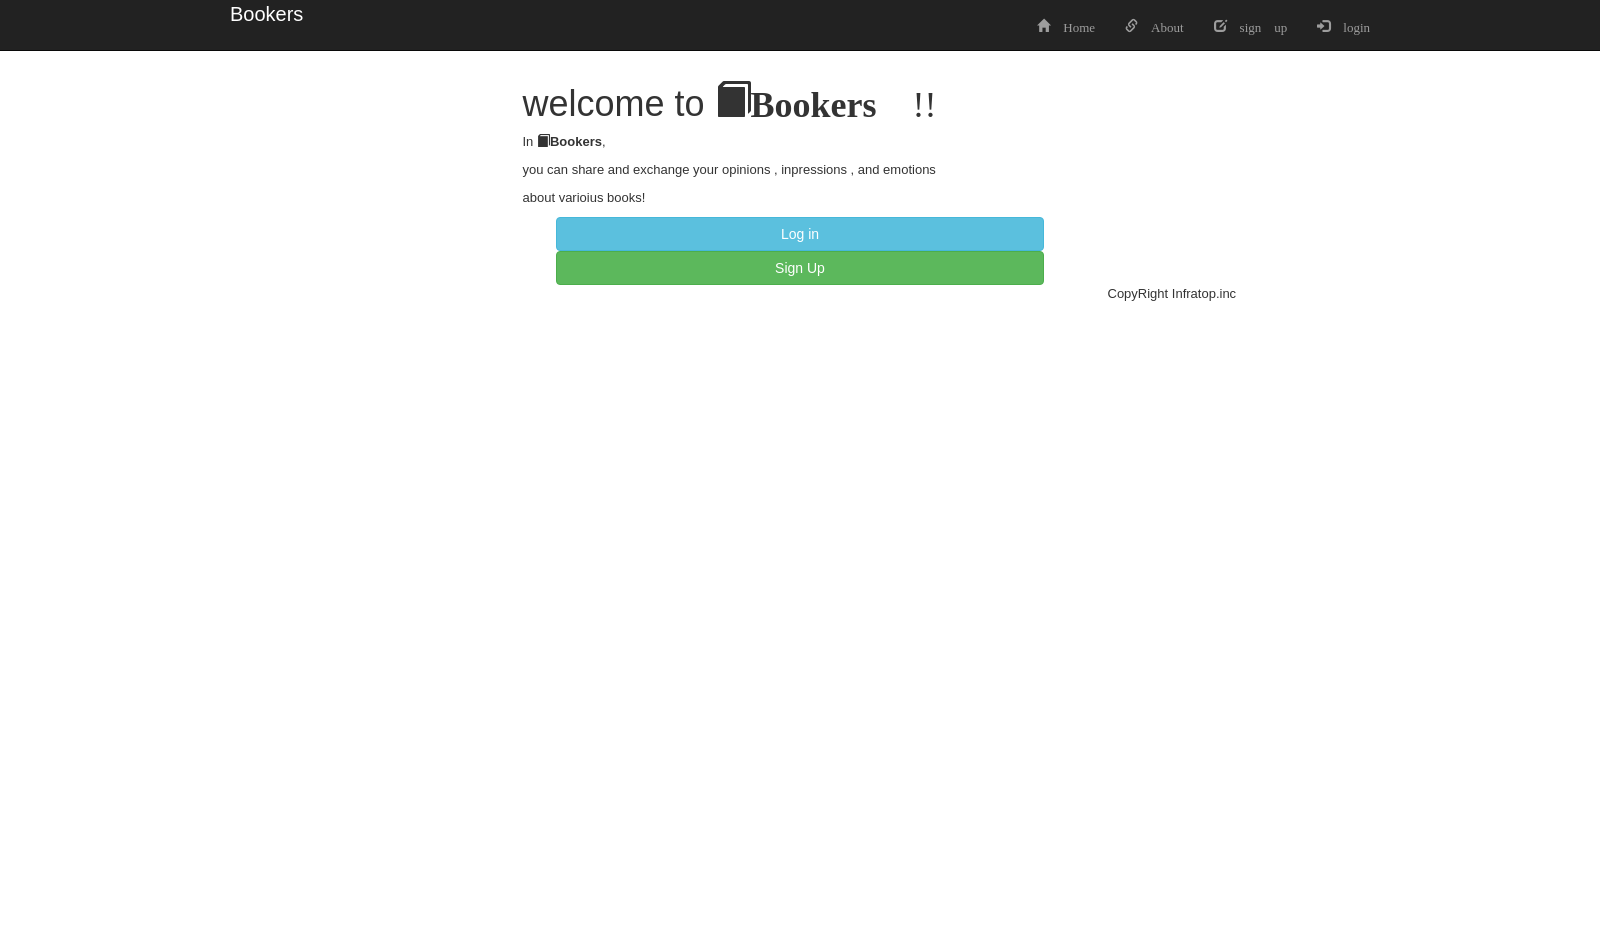 Bookers
Home About sign up login
welcome to Bookers !!
In Bookers,
you can share and exchange your opinions , inpressions , and emotions
about varioius books!
Log in
Sign Up
CopyRight Infratop.inc